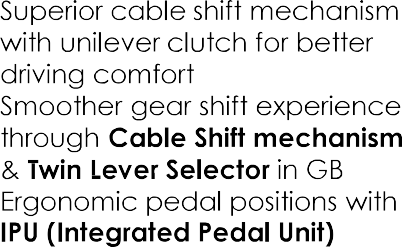 Superior cable shift mechanism
with unilever clutch for better
driving comfort
Smoother gear shift experience
through Cable Shift mechanism
& Twin Lever Selector in GB
Ergonomic pedal positions with
IPU (Integrated Pedal Unit)